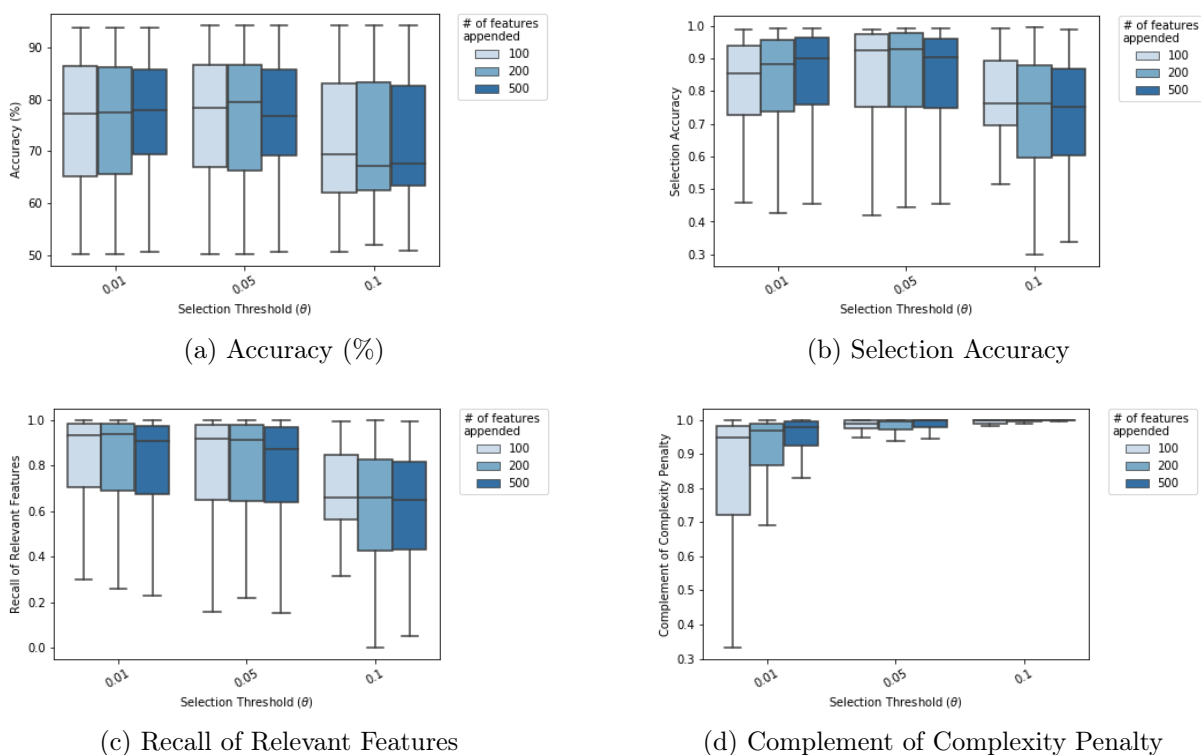 # of features
appended
100
200
500
Accuracy (%)
90
80
70
60
50
0.01
0.05
0.1
Selection Threshold (θ)
(a) Accuracy (%)
# of features
appended
100
200
500
Selection Accuracy
1.0
0.9
0.8
0.7
0.6
0.5
0.4
0.3
0.01
0.05
0.1
Selection Threshold (θ)
(b) Selection Accuracy
# of features
appended
100
200
500
Recall of Relevant Features
1.0
0.8
0.6
0.4
0.2
0.0
0.01
0.05
0.1
Selection Threshold (θ)
(c) Recall of Relevant Features
# of features
appended
100
200
500
Complement of Complexity Penalty
1.0
0.9
0.8
0.7
0.6
0.5
0.4
0.3
0.01
0.05
0.1
Selection Threshold (θ)
(d) Complement of Complexity Penalty